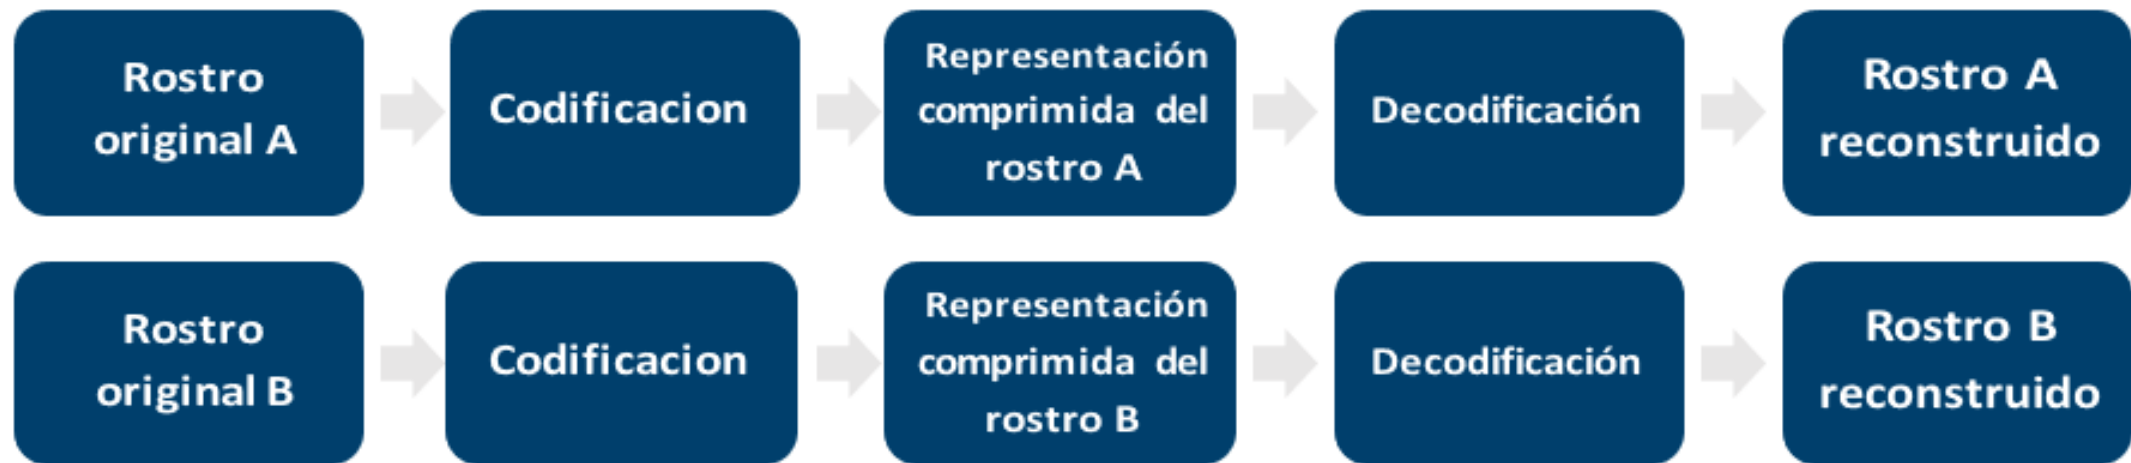 Rostro
original A
Codificacion
Representación
comprimida del
rostro A
Decodificación
Rostro A
reconstruido
Rostro
original B
Codificacion
Representación
comprimida del
rostro B
Decodificación
Rostro B
reconstruido